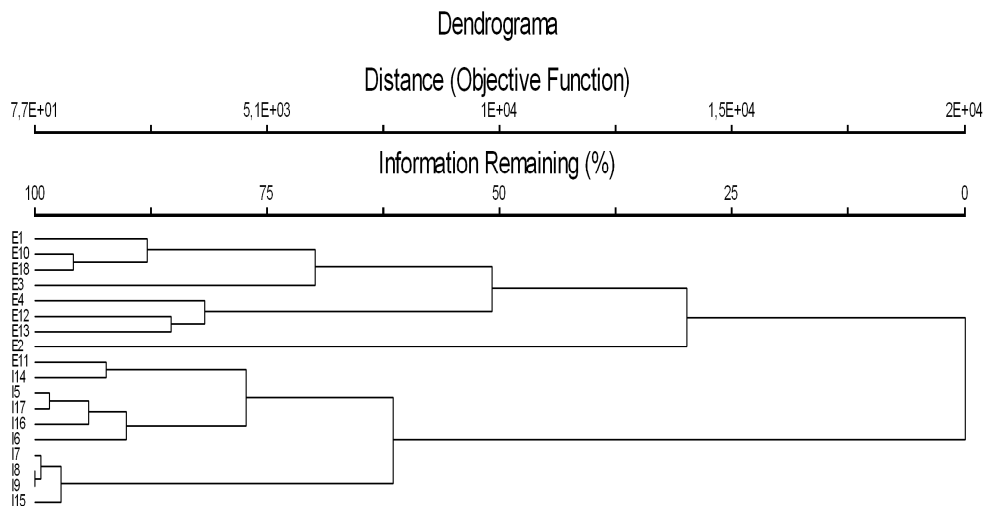 Dendrograma
Distance (Objective Function)
7,7E+01 5,1E+03 1E+04 1,5E+04 2E+04
Information Remaining (%)
100 75 50 25 0
E1
E10
E18
E3
E4
E12
E13
E2
E11
I14
I5
I17
I16
I6
I7
I8
I9
I15